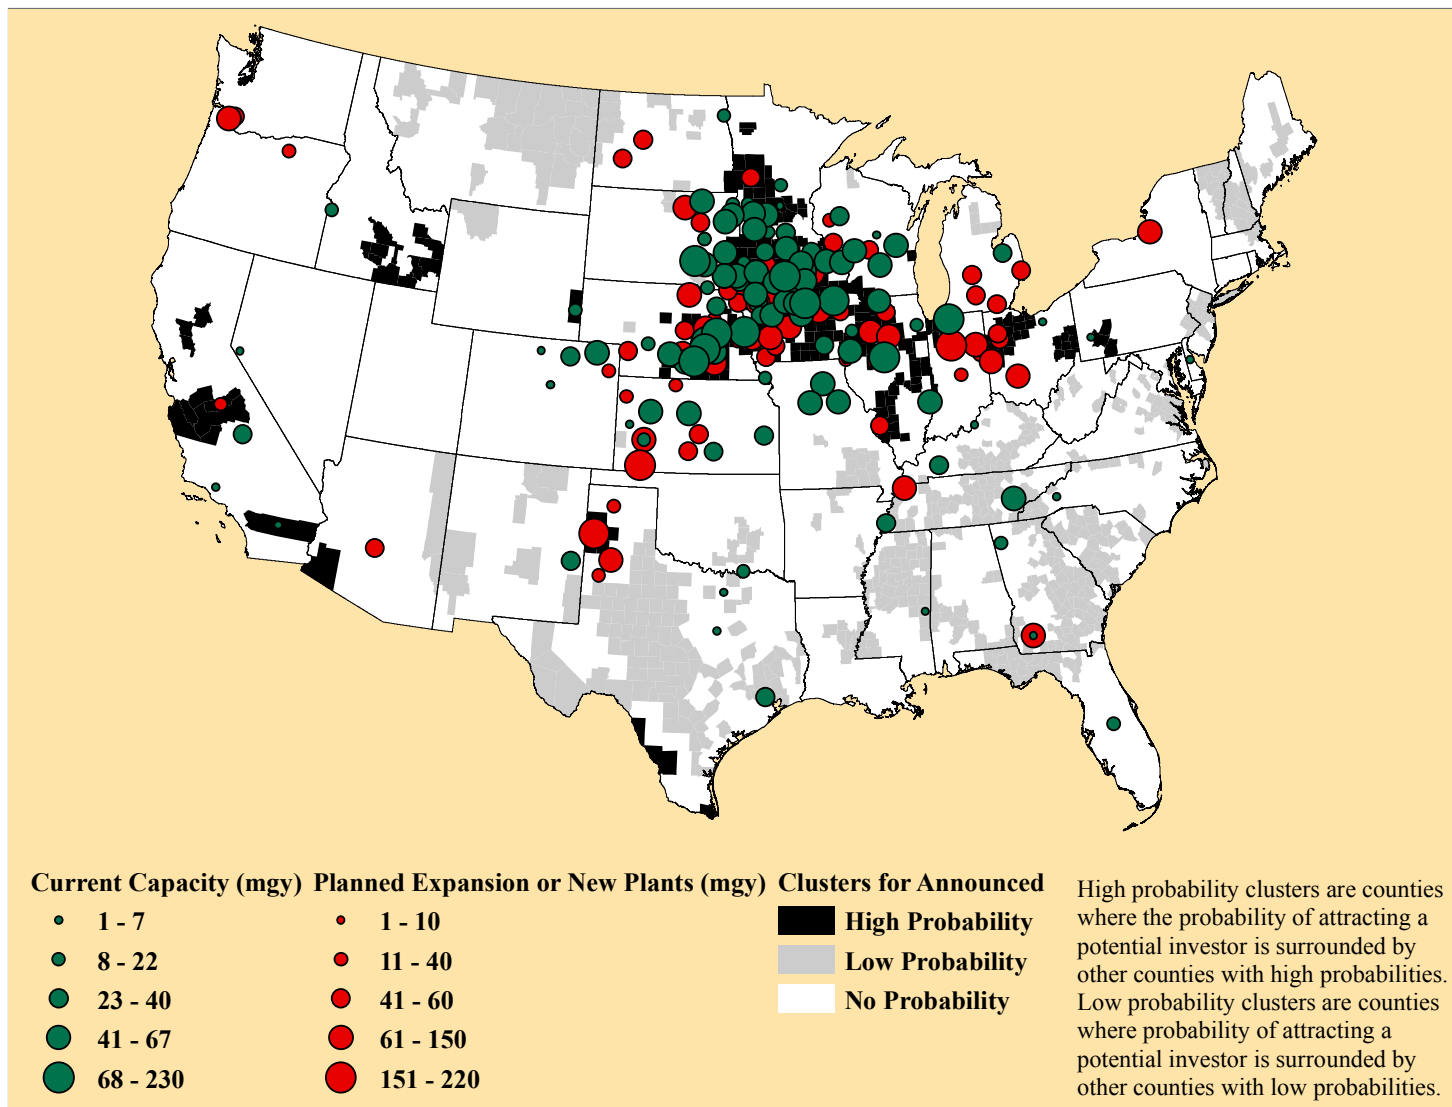 Current Capacity (mgy)
1 - 7
8 - 22
23 - 40
41 - 67
68 - 230
Planned Expansion or New Plants (mgy)
1 - 10
11 - 40
41 - 60
61 - 150
151 - 220
Clusters for Announced
High Probability
Low Probability
No Probability
High probability clusters are counties
where the probability of attracting a
potential investor is surrounded by
other counties with high probabilities.
Low probability clusters are counties
where probability of attracting a
potential investor is surrounded by
other counties with low probabilities.